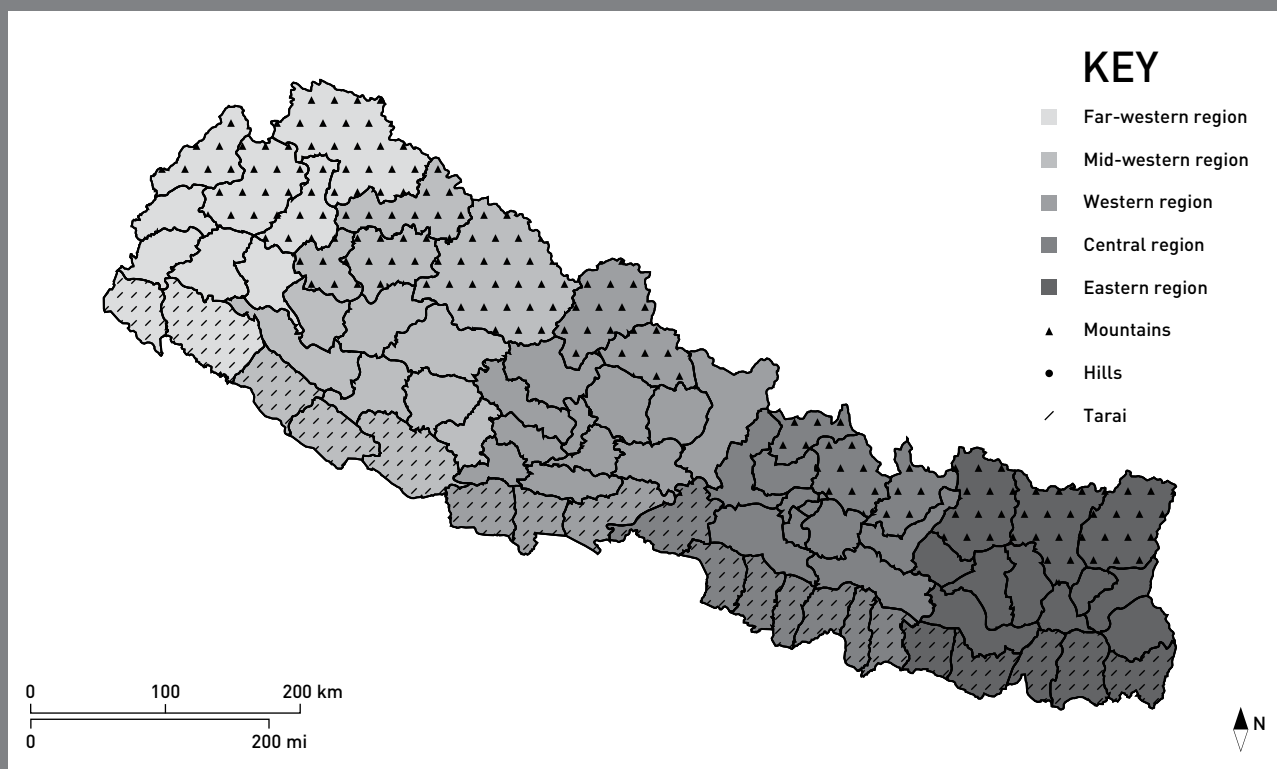 KEY
Far-western region
Mid-western region
Western region
Central region
Eastern region
Mountains
Hills
Tarai
0 100 200 km
0 200 mi
N